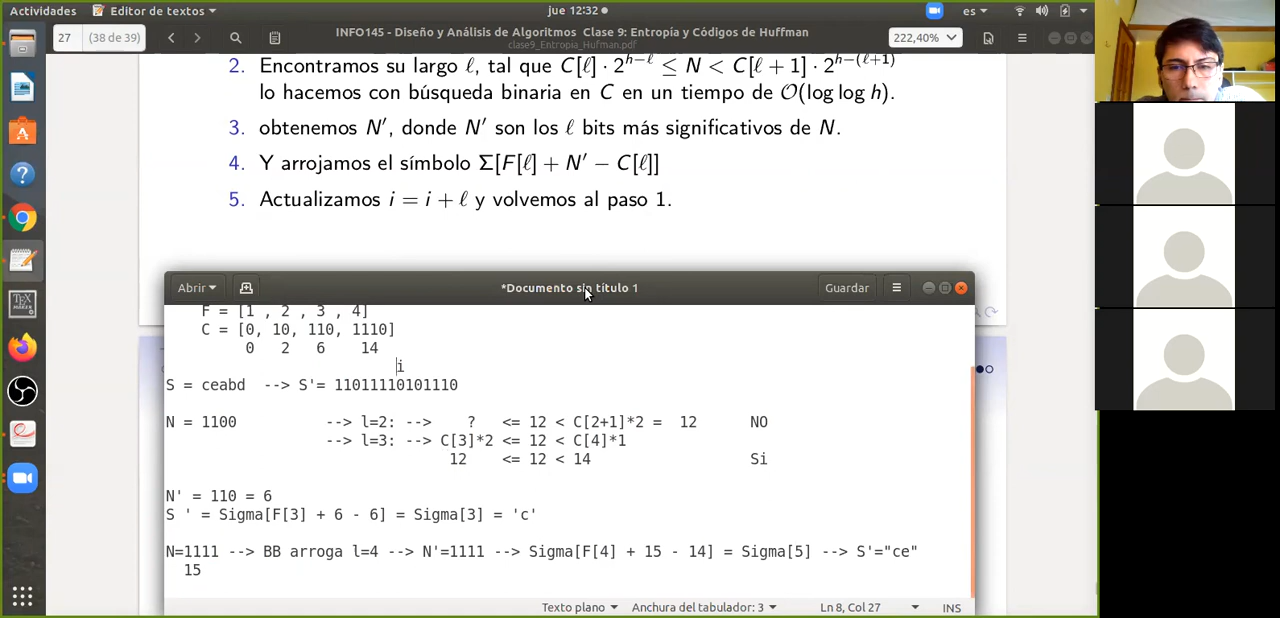 Actividades Editor de textos jue 12:32 es
27 (38 de 39) INFO145 - Diseño y Análisis de Algoritmos Clase 9: Entropía y Códigos de Huffman 222,40%
clase9_Entropia_Hufman.pdf
2. Encontramos su largo ℓ, tal que C[ℓ] · 2^{h−ℓ} ≤ N < C[ℓ + 1] · 2^{h−(ℓ+1)}
lo hacemos con búsqueda binaria en C en un tiempo de O(log log h).
3. obtenemos N′, donde N′ son los ℓ bits más significativos de N.
4. Y arrojamos el símbolo Σ[F[ℓ] + N′ − C[ℓ]]
5. Actualizamos i = i + ℓ y volvemos al paso 1.
Abrir *Documento sin título 1 Guardar
F = [1 , 2 , 3 , 4]
C = [0, 10, 110, 1110]
0 2 6 14
i
S = ceabd --> S'= 11011110101110
N = 1100 --> l=2: --> ? <= 12 < C[2+1]*2 = 12 NO
--> l=3: --> C[3]*2 <= 12 < C[4]*1
12 <= 12 < 14 Si
N' = 110 = 6
S ' = Sigma[F[3] + 6 - 6] = Sigma[3] = 'c'
N=1111 --> BB arroga l=4 --> N'=1111 --> Sigma[F[4] + 15 - 14] = Sigma[5] --> S'="ce"
15
Texto plano Anchura del tabulador: 3 Ln 8, Col 27 INS